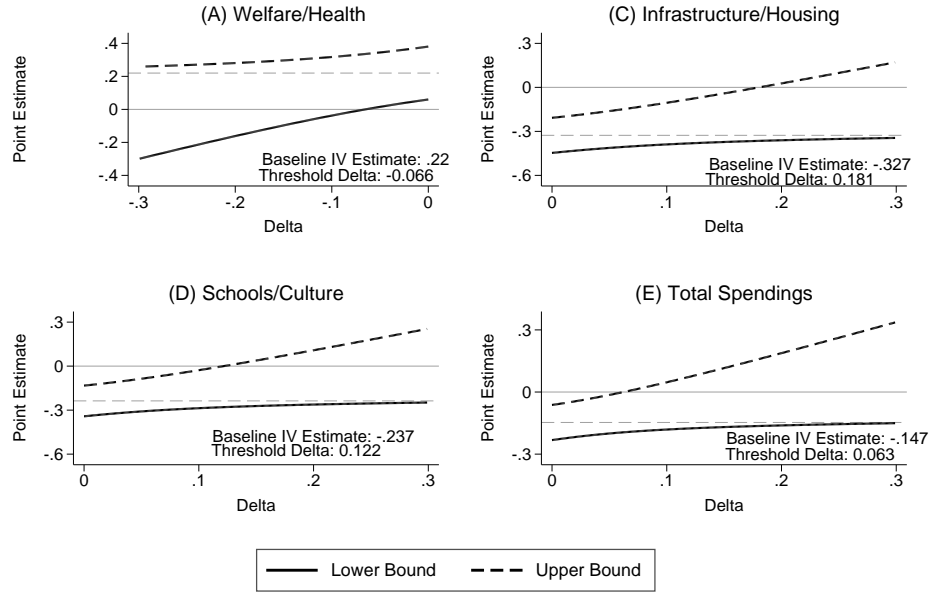 (A) Welfare/Health
Point Estimate
.4
.2
0
-.2
-.4
Baseline IV Estimate: .22
Threshold Delta: -0.066
-.3 -.2 -.1 0
Delta
(C) Infrastructure/Housing
Point Estimate
.3
0
-.3
-.6
Baseline IV Estimate: -.327
Threshold Delta: 0.181
0 .1 .2 .3
Delta
(D) Schools/Culture
Point Estimate
.3
0
-.3
-.6
Baseline IV Estimate: -.237
Threshold Delta: 0.122
0 .1 .2 .3
Delta
(E) Total Spendings
Point Estimate
.3
0
-.3
Baseline IV Estimate: -.147
Threshold Delta: 0.063
0 .1 .2 .3
Delta
Lower Bound Upper Bound